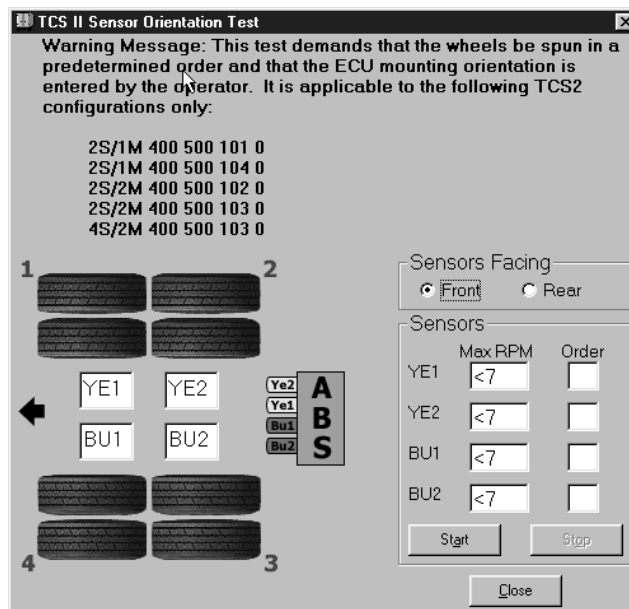 TCS II Sensor Orientation Test
Warning Message: This test demands that the wheels be spun in a
predetermined order and that the ECU mounting orientation is
entered by the operator. It is applicable to the following TCS2
configurations only:
2S/1M 400 500 101 0
2S/1M 400 500 104 0
2S/2M 400 500 102 0
2S/2M 400 500 103 0
4S/2M 400 500 103 0
1
2
YE1
YE2
BU1
BU2
Ye2
Ye1
Bu1
Bu2
A
B
S
4
3
Sensors Facing
Front
Rear
Sensors
Max RPM
Order
YE1
<7
YE2
<7
BU1
<7
BU2
<7
Start
Stop
Close